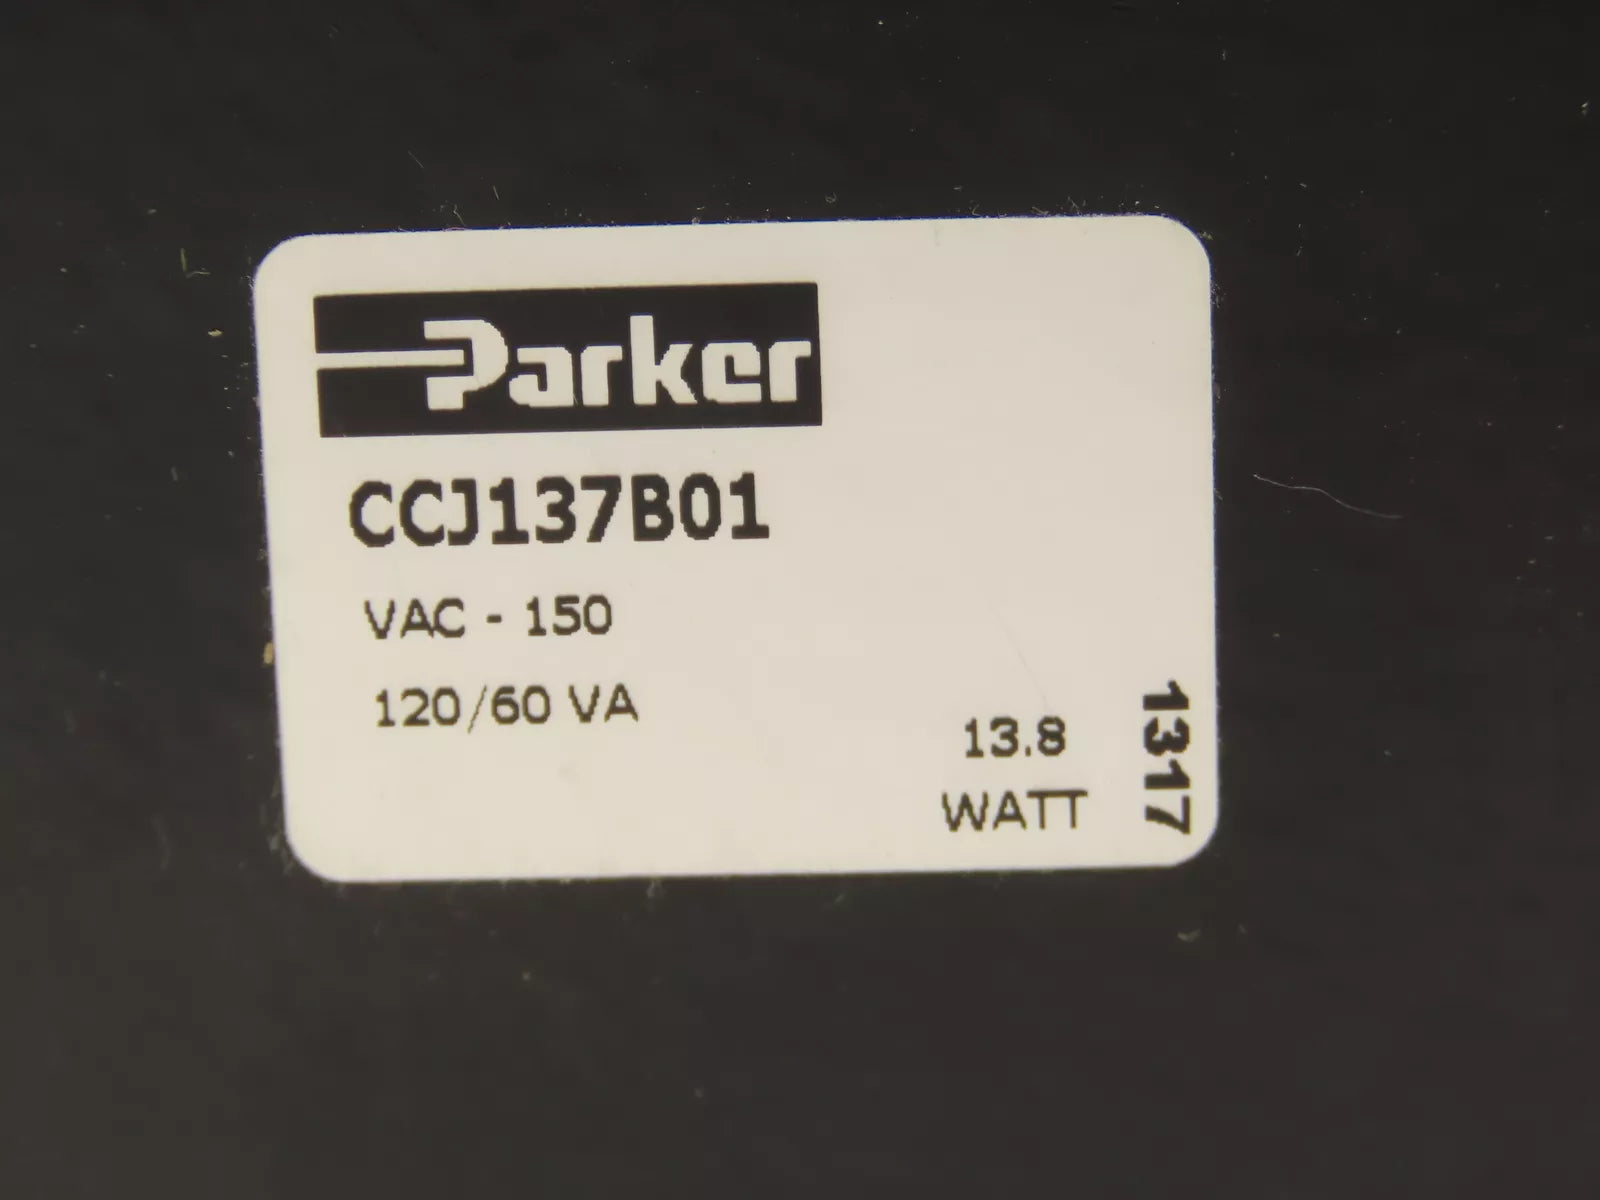 Parker
CCJ137B01
VAC - 150
120/60 VA
13.8
WATT
1317